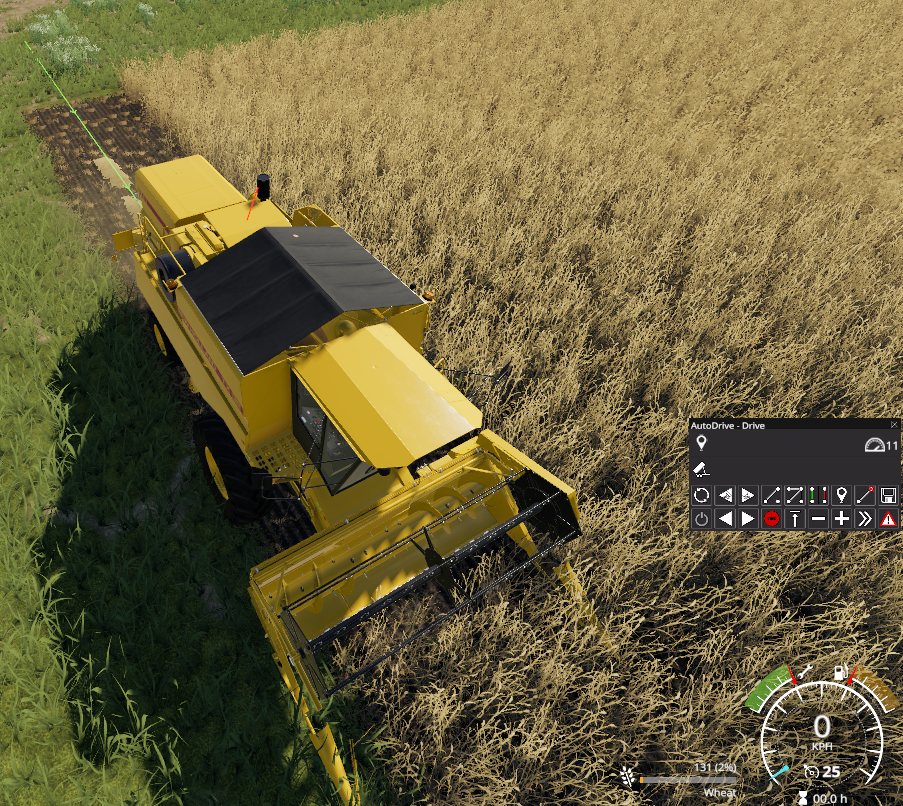 AutoDrive - Drive
11
0
KPH
25
131 (2%)
Wheat
00.0 h